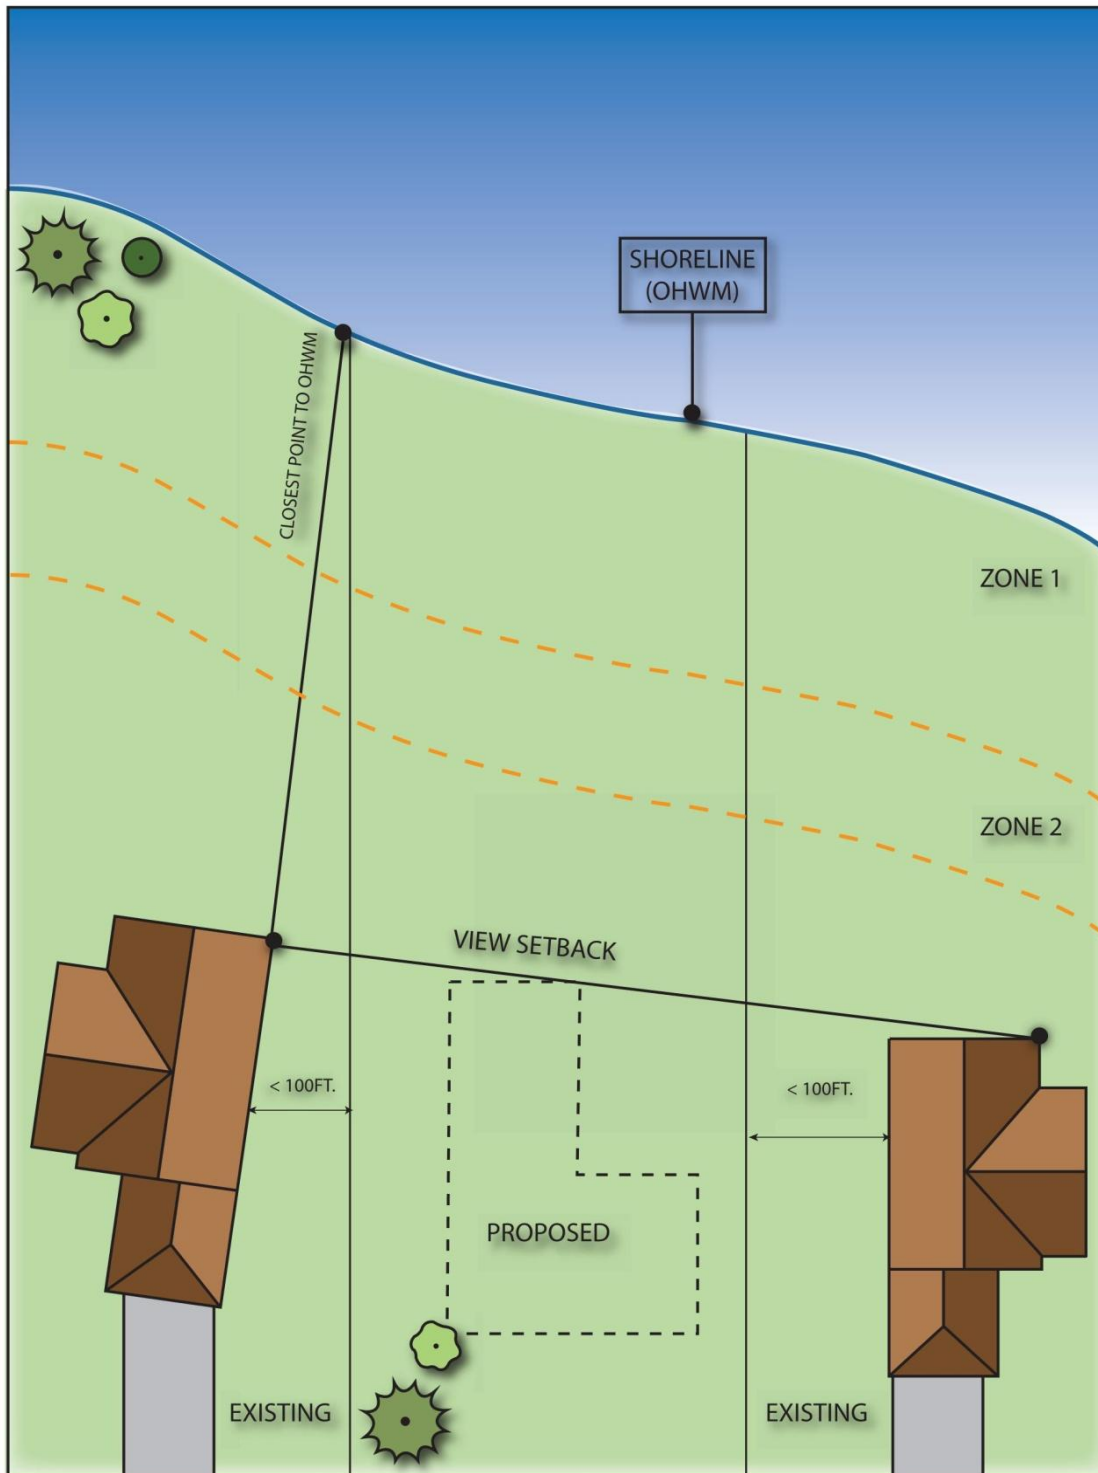 SHORELINE
(OHWM)
CLOSEST POINT TO OHWM
ZONE 1
ZONE 2
VIEW SETBACK
< 100FT.
< 100FT.
PROPOSED
EXISTING
EXISTING